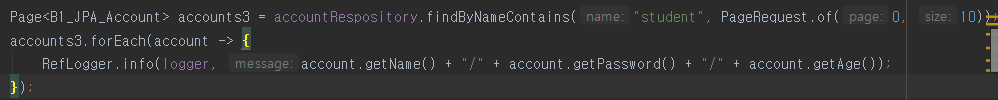 Page<B1_JPA_Account> accounts3 = accountRespository.findByNameContains( name: "student", PageRequest.of( page: 0, size: 10));
accounts3.forEach(account -> {
RefLogger.info(logger, message: account.getName() + "/" + account.getPassword() + "/" + account.getAge());
});